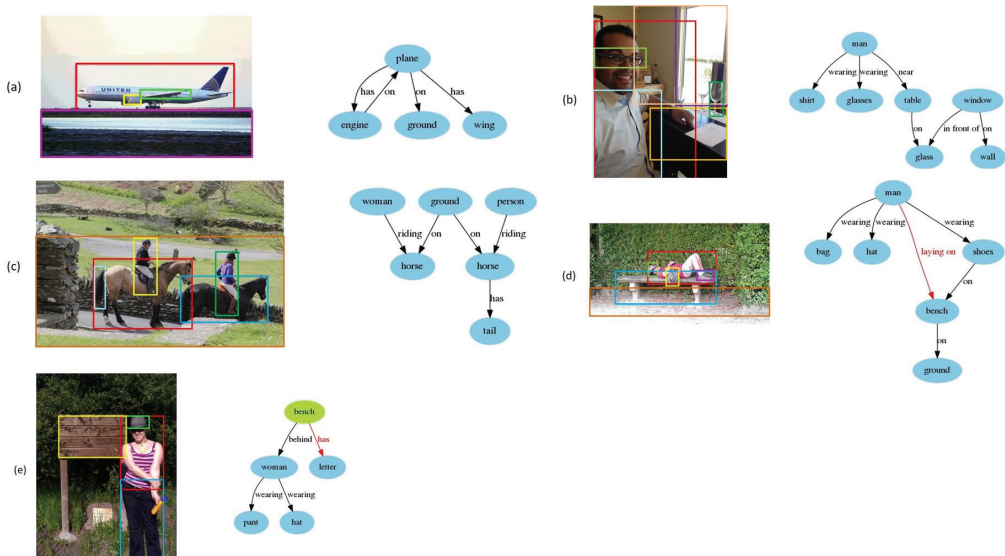 (a)
UNITED
plane
has
on
on
has
engine
ground
wing
(b)
man
wearing
wearing
near
shirt
glasses
table
window
on
in front of
on
glass
wall
(c)
woman
ground
person
riding
on
on
riding
horse
horse
has
tail
(d)
man
wearing
wearing
wearing
laying on
bag
hat
shoes
on
bench
on
ground
(e)
bench
behind
has
woman
letter
wearing
wearing
pant
hat